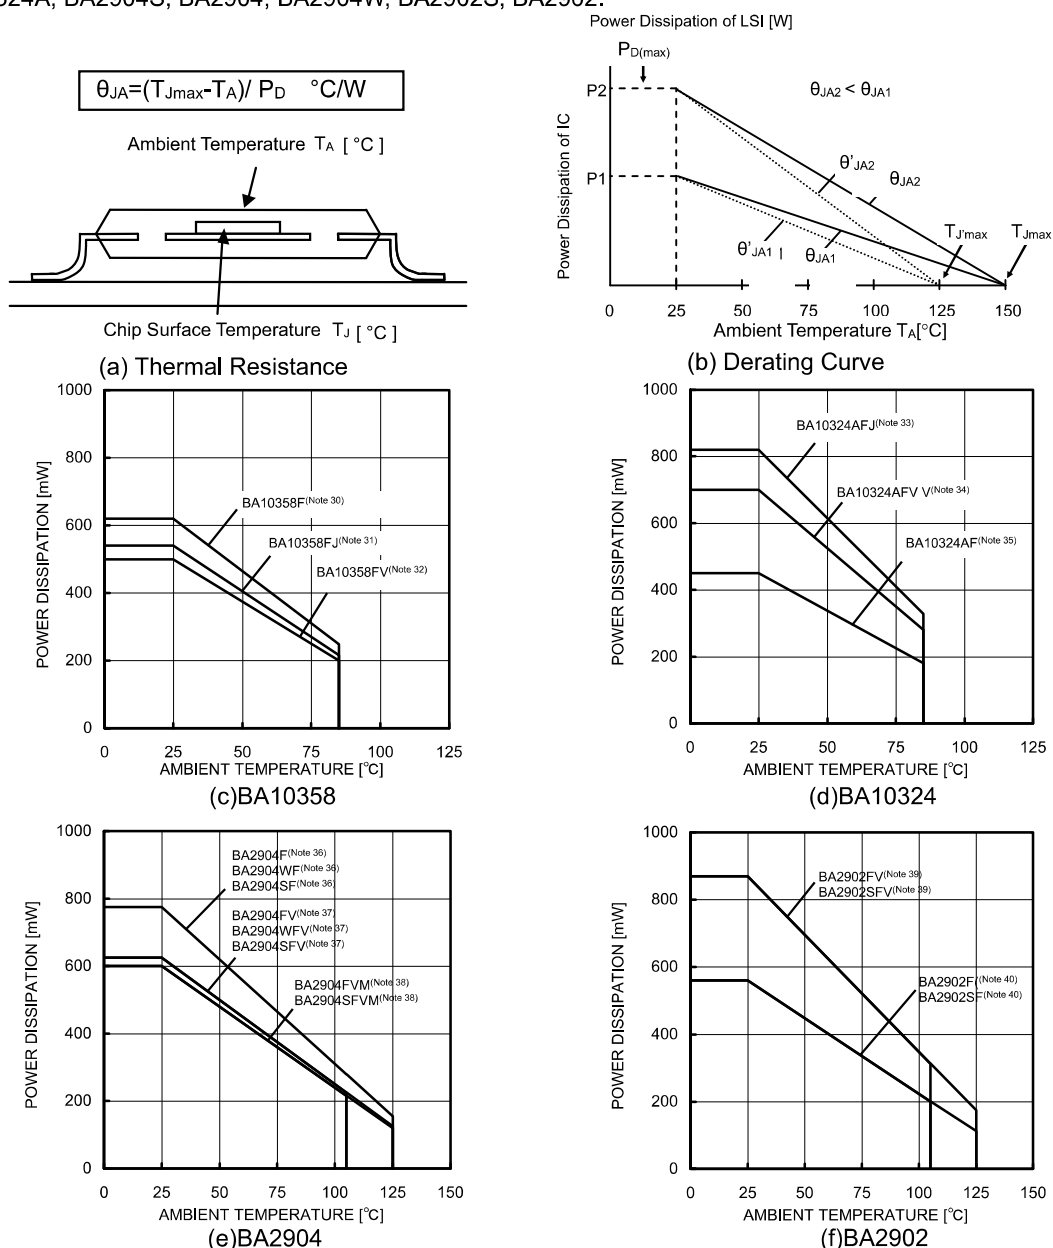 24A, BA2904S, BA2904, BA2904W, BA2902S, BA2902.
Power Dissipation of LSI [W]
θJA=(TJmax-TA)/ PD °C/W
Ambient Temperature TA [ °C ]
Chip Surface Temperature TJ [ °C ]
(a) Thermal Resistance
PD(max)
θJA2 < θJA1
P2
P1
Power Dissipation of IC
θ'JA2
θJA2
θ'JA1
θJA1
TJ'max
TJmax
0 25 50 75 100 125 150
Ambient Temperature TA[°C]
(b) Derating Curve
1000
800
600
400
200
0
POWER DISSIPATION [mW]
BA10358F(Note 30)
BA10358FJ(Note 31)
BA10358FV(Note 32)
0 25 50 75 100 125
AMBIENT TEMPERATURE [°C]
(c)BA10358
1000
800
600
400
200
0
POWER DISSIPATION [mW]
BA10324AFJ(Note 33)
BA10324AFV V(Note 34)
BA10324AF(Note 35)
0 25 50 75 100 125
AMBIENT TEMPERATURE [°C]
(d)BA10324
1000
800
600
400
200
0
POWER DISSIPATION [mW]
BA2904F(Note 36)
BA2904WF(Note 36)
BA2904SF(Note 36)
BA2904FV(Note 37)
BA2904WFV(Note 37)
BA2904SFV(Note 37)
BA2904FVM(Note 38)
BA2904SFVM(Note 38)
0 25 50 75 100 125 150
AMBIENT TEMPERATURE [°C]
(e)BA2904
1000
800
600
400
200
0
POWER DISSIPATION [mW]
BA2902FV(Note 39)
BA2902SFV(Note 39)
BA2902F((Note 40)
BA2902SF(Note 40)
0 25 50 75 100 125 150
AMBIENT TEMPERATURE [°C]
(f)BA2902